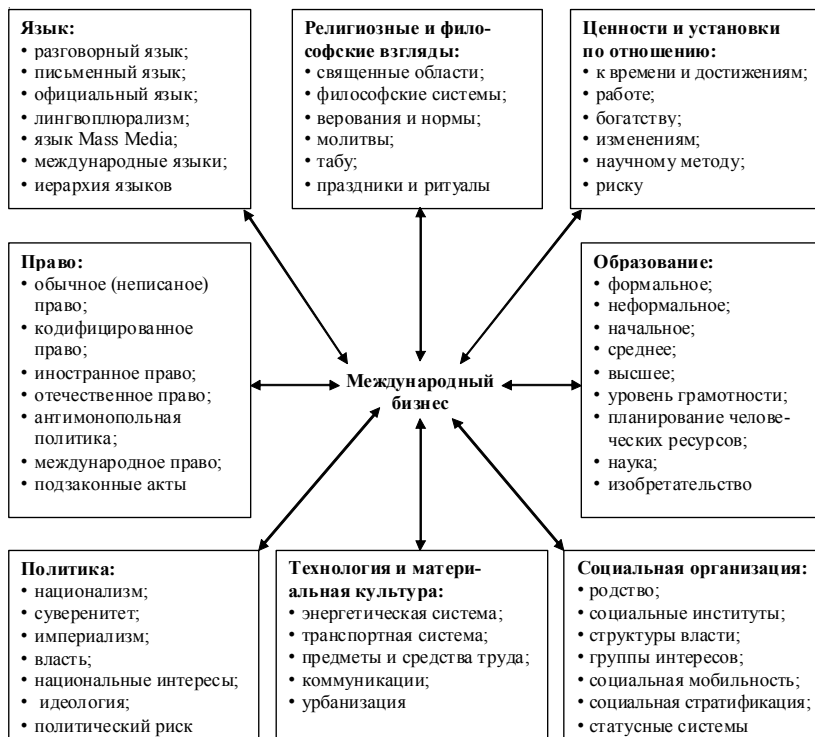 Язык:
• разговорный язык;
• письменный язык;
• официальный язык;
• лингвоплюрализм;
• язык Mass Media;
• международные языки;
• иерархия языков
Религиозные и фило-
софские взгляды:
• священные области;
• философские системы;
• верования и нормы;
• молитвы;
• табу;
• праздники и ритуалы
Ценности и установки
по отношению:
• к времени и достижениям;
• работе;
• богатству;
• изменениям;
• научному методу;
• риску
Право:
• обычное (неписаное)
право;
• кодифицированное
право;
• иностранное право;
• отечественное право;
• антимонопольная
политика;
• международное право;
• подзаконные акты
Международный
бизнес
Образование:
• формальное;
• неформальное;
• начальное;
• среднее;
• высшее;
• уровень грамотности;
• планирование челове-
ческих ресурсов;
• наука;
• изобретательство
Политика:
• национализм;
• суверенитет;
• империализм;
• власть;
• национальные интересы;
• идеология;
• политический риск
Технология и матери-
альная культура:
• энергетическая система;
• транспортная система;
• предметы и средства труда;
• коммуникации;
• урбанизация
Социальная организация:
• родство;
• социальные институты;
• структуры власти;
• группы интересов;
• социальная мобильность;
• социальная стратификация;
• статусные системы